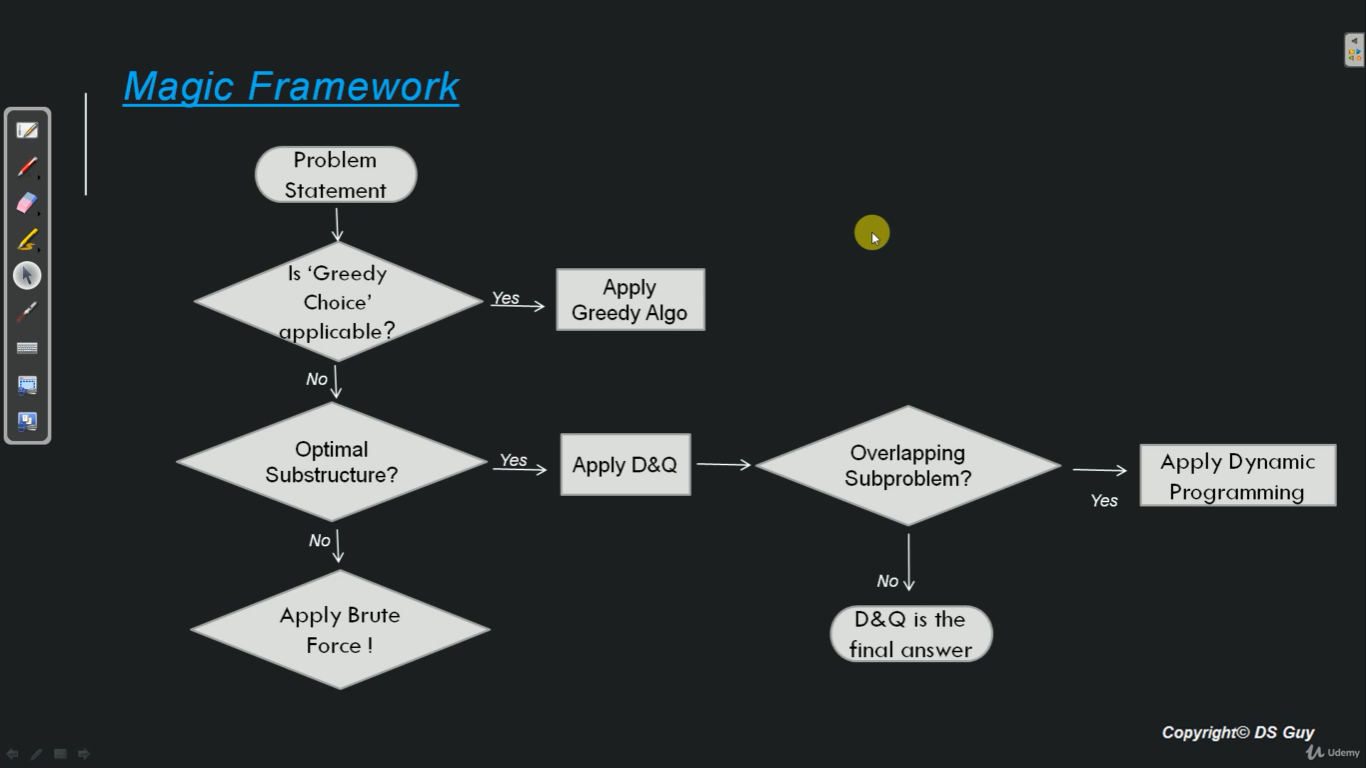 Magic Framework
Problem
Statement
Is ‘Greedy
Choice’
applicable?
Yes
Apply
Greedy Algo
No
Optimal
Substructure?
Yes
Apply D&Q
Overlapping
Subproblem?
Yes
Apply Dynamic
Programming
No
Apply Brute
Force !
No
D&Q is the
final answer
Copyright© DS Guy
Udemy